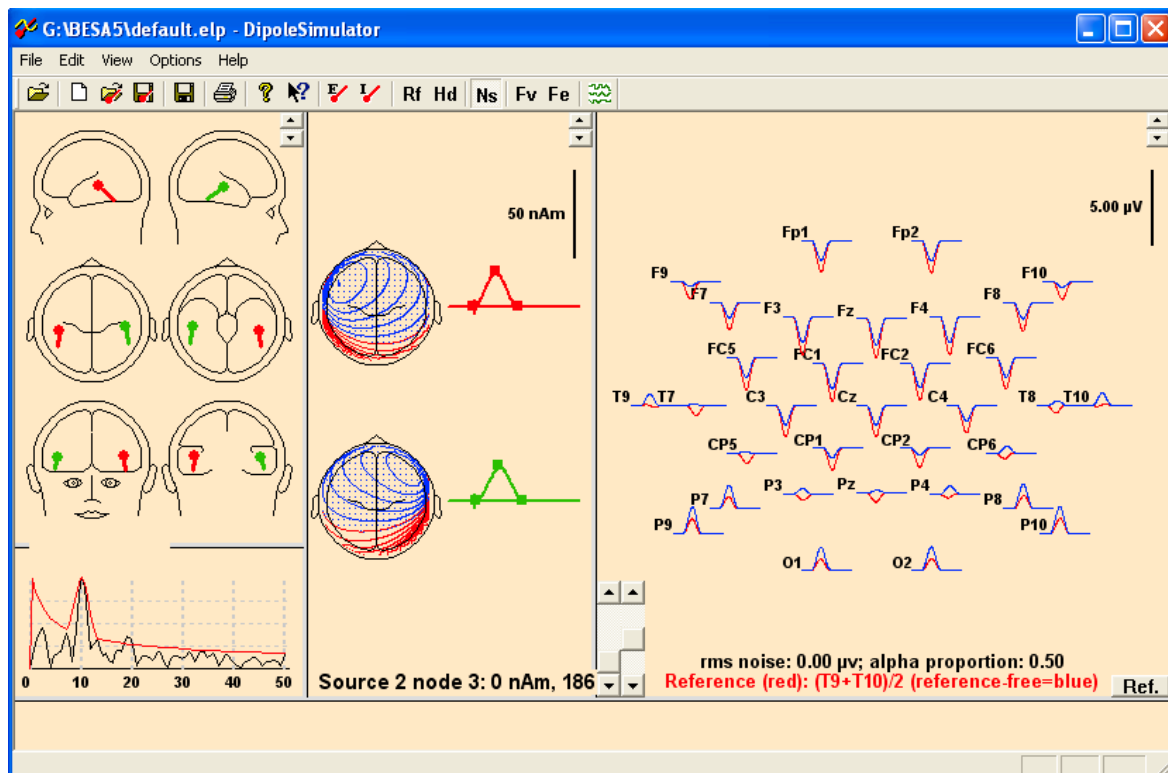 G:\BESA5\default.elp - DipoleSimulator
File Edit View Options Help
E I Rf Hd Ns Fv Fe
50 nAm
5.00 µV
Fp1 Fp2
F9 F10
F7 F8
F3 Fz F4
FC5 FC1 FC2 FC6
T9 T7 C3 Cz C4 T8 T10
CP5 CP1 CP2 CP6
P7 P3 Pz P4 P8
P9 P10
O1 O2
0 10 20 30 40 50
Source 2 node 3: 0 nAm, 186
rms noise: 0.00 µv; alpha proportion: 0.50
Reference (red): (T9+T10)/2 (reference-free=blue)
Ref.